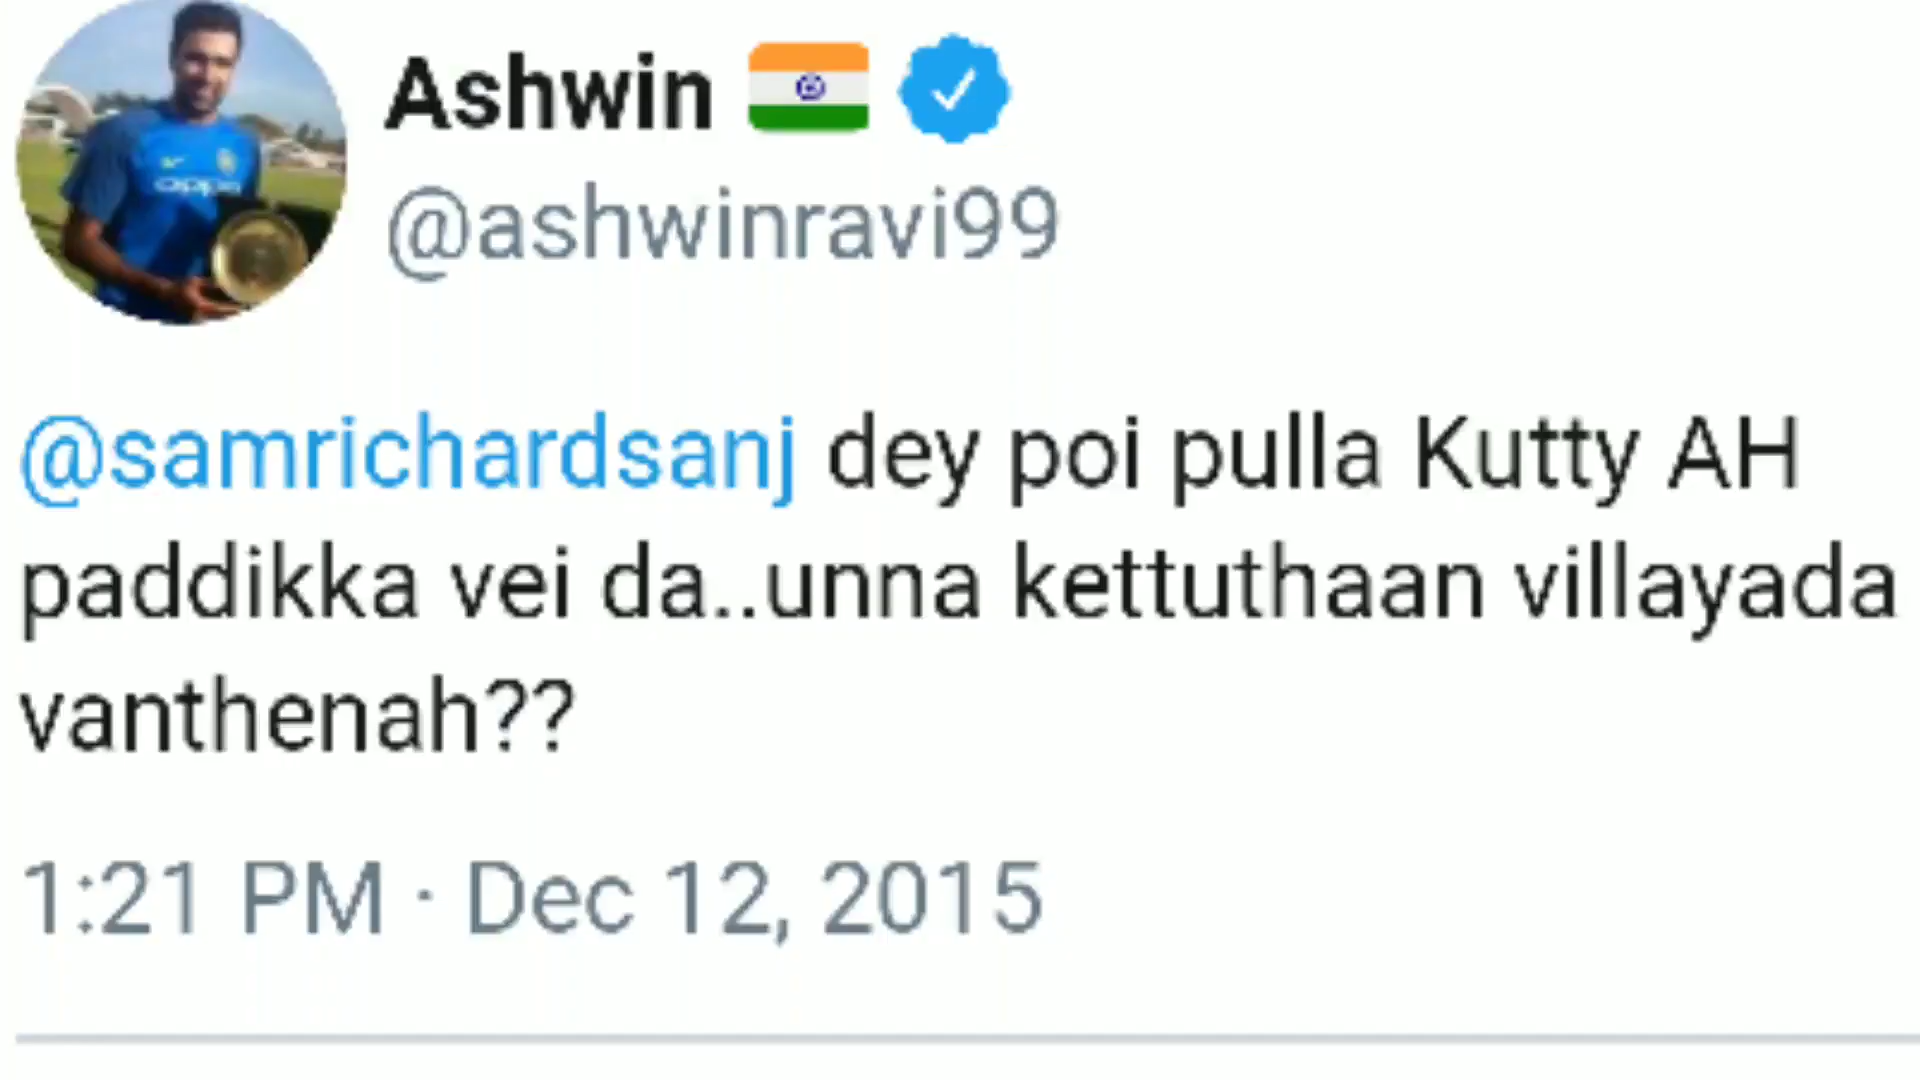 Ashwin
@ashwinravi99
@samrichardsanj dey poi pulla Kutty AH
paddikka vei da..unna kettuthaan villayada
vanthenah??
1:21 PM · Dec 12, 2015
oppo